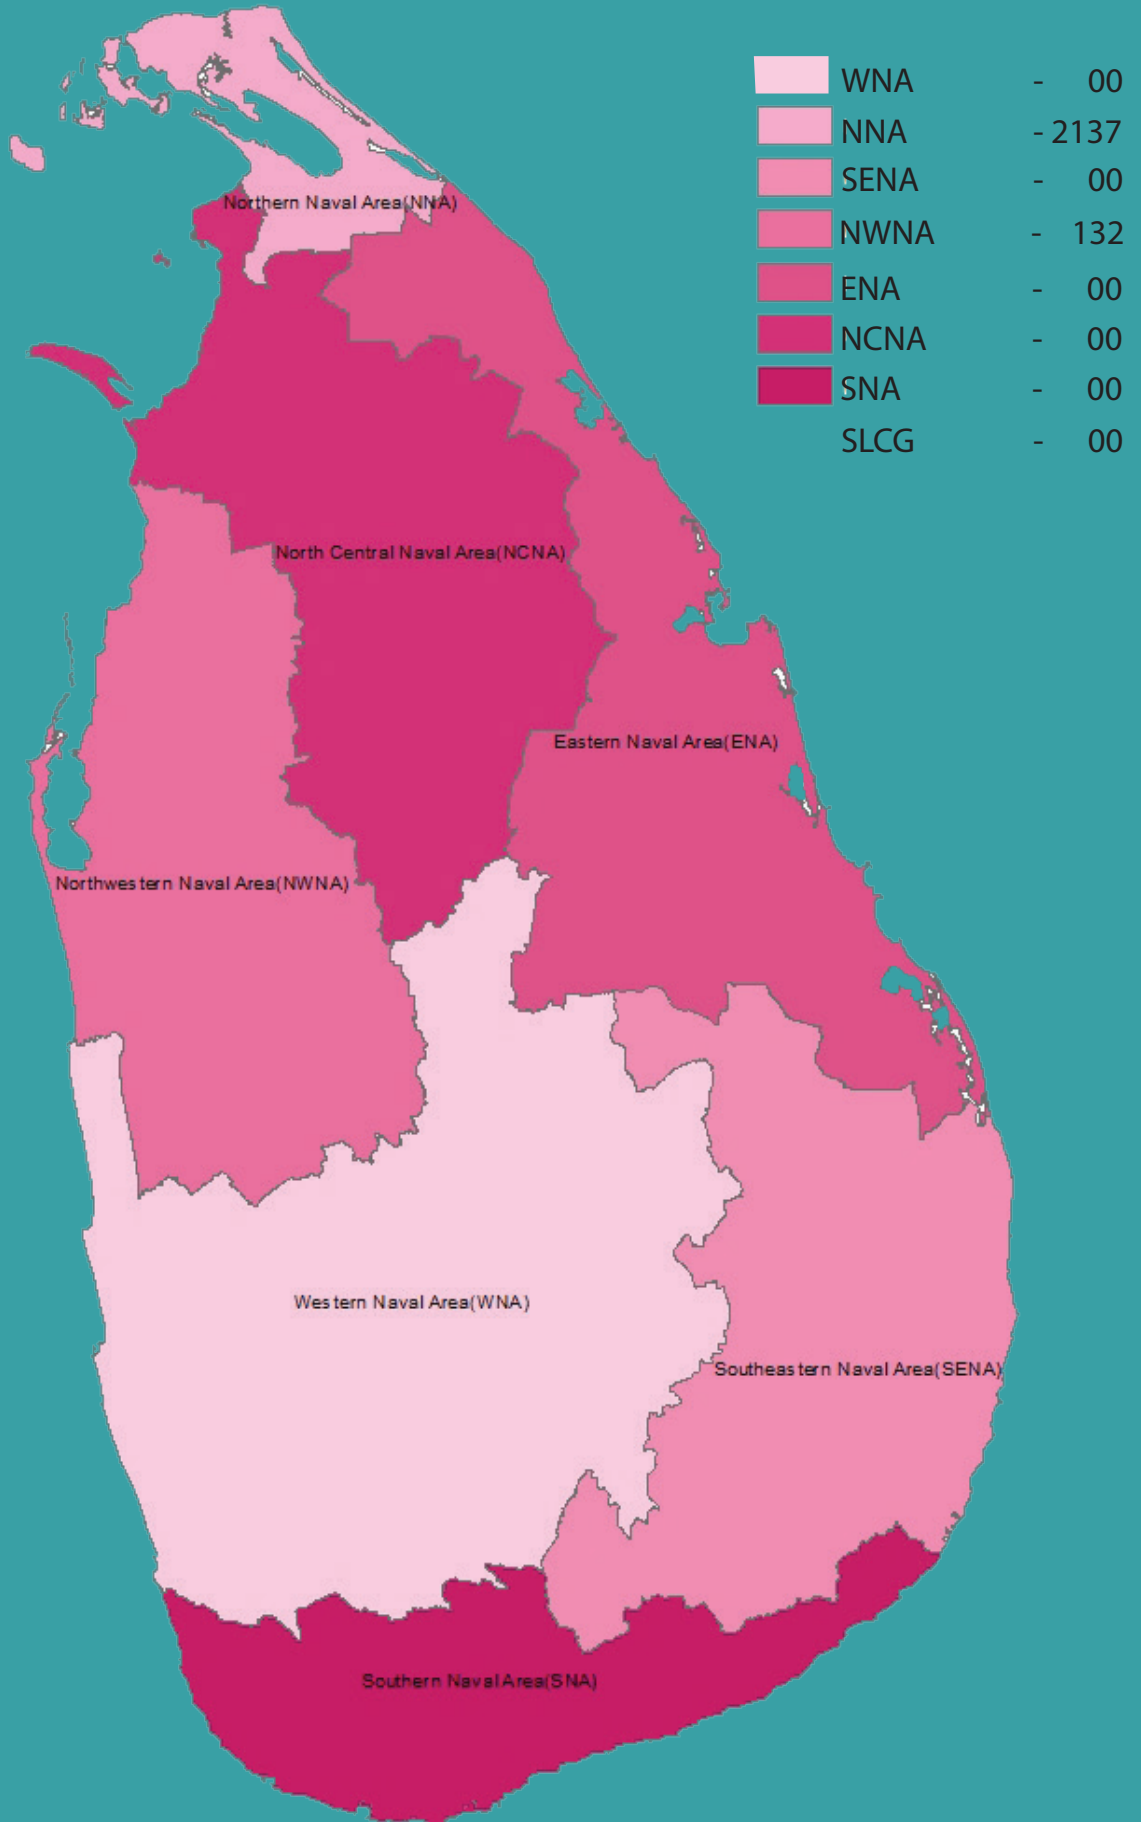 WNA - 00
NNA - 2137
SENA - 00
NWNA - 132
ENA - 00
NCNA - 00
SNA - 00
SLCG - 00
Northern Naval Area(NNA)
North Central Naval Area(NCNA)
Eastern Naval Area(ENA)
Northwestern Naval Area(NWNA)
Western Naval Area(WNA)
Southeastern Naval Area(SENA)
Southern Naval Area(SNA)